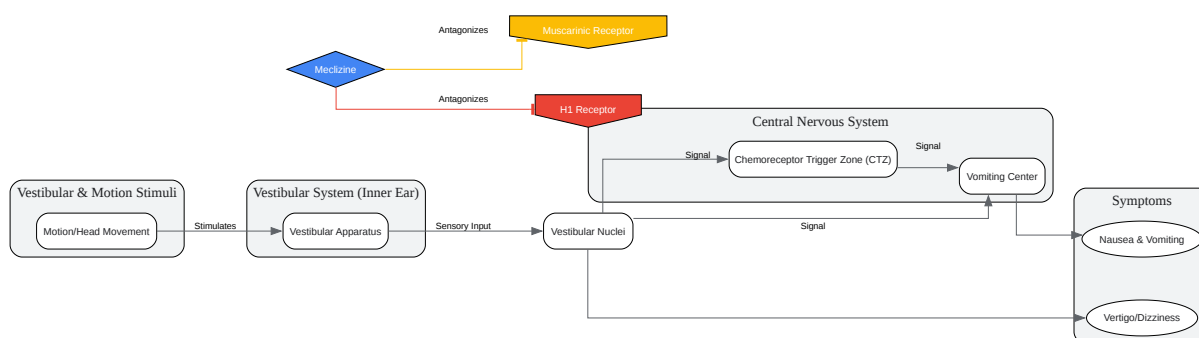 Antagonizes
Muscarinic Receptor
Meclizine
Antagonizes
H1 Receptor
Central Nervous System
Signal
Chemoreceptor Trigger Zone (CTZ)
Signal
Vomiting Center
Vestibular & Motion Stimuli
Motion/Head Movement
Stimulates
Vestibular System (Inner Ear)
Vestibular Apparatus
Sensory Input
Vestibular Nuclei
Signal
Symptoms
Nausea & Vomiting
Vertigo/Dizziness